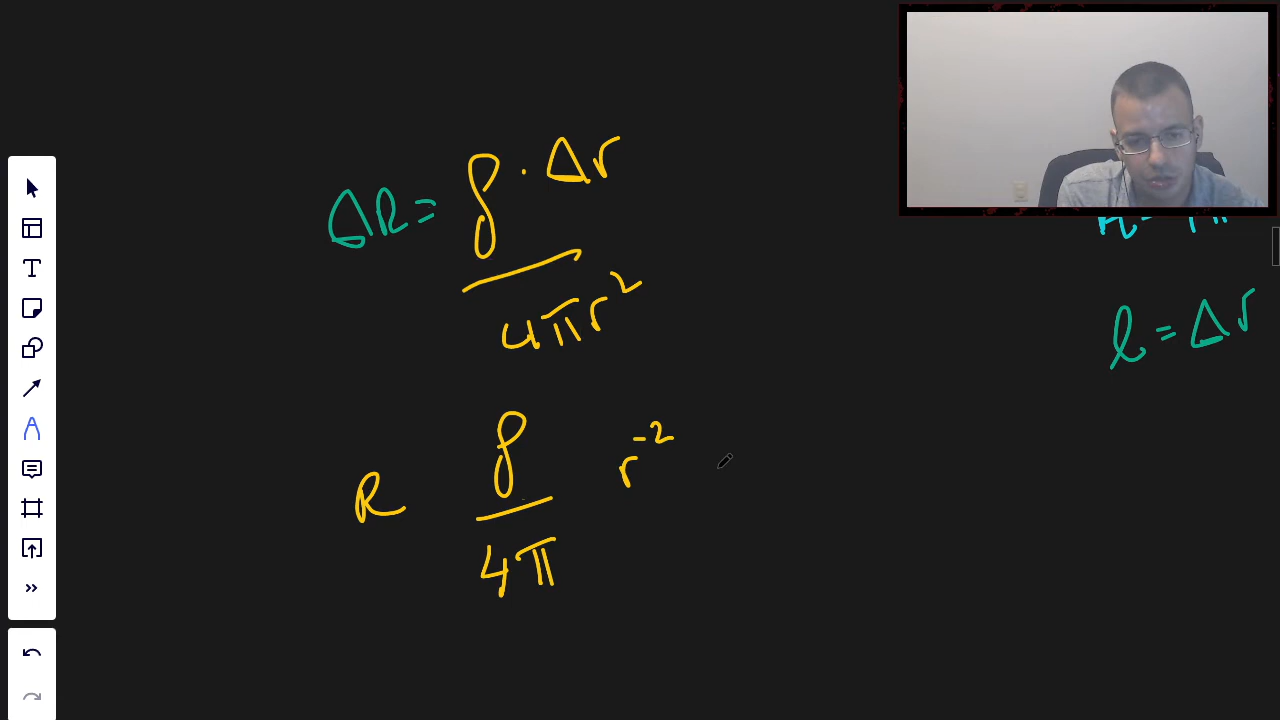 ΔR = ρ · Δr
4πr²
l = Δr
R ρ r⁻²
4π